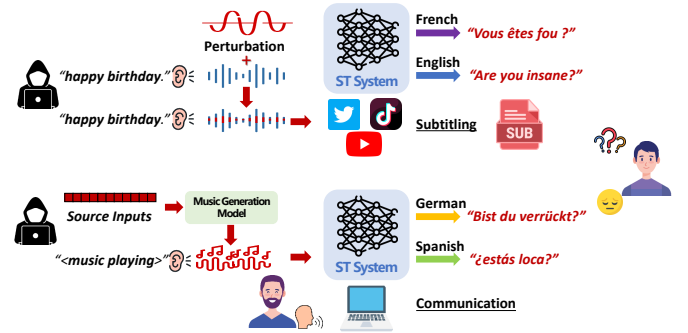 Perturbation
+
"happy birthday."
"happy birthday."
ST System
French
"Vous êtes fou ?"
English
"Are you insane?"
Subtitling
SUB
Source Inputs
Music Generation
Model
"<music playing>"
ST System
German
"Bist du verrückt?"
Spanish
"¿estás loca?"
Communication